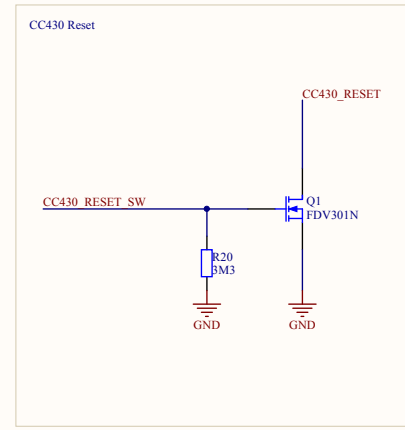 CC430 Reset
CC430_RESET
CC430_RESET_SW
Q1
FDV301N
R20
3M3
GND
GND